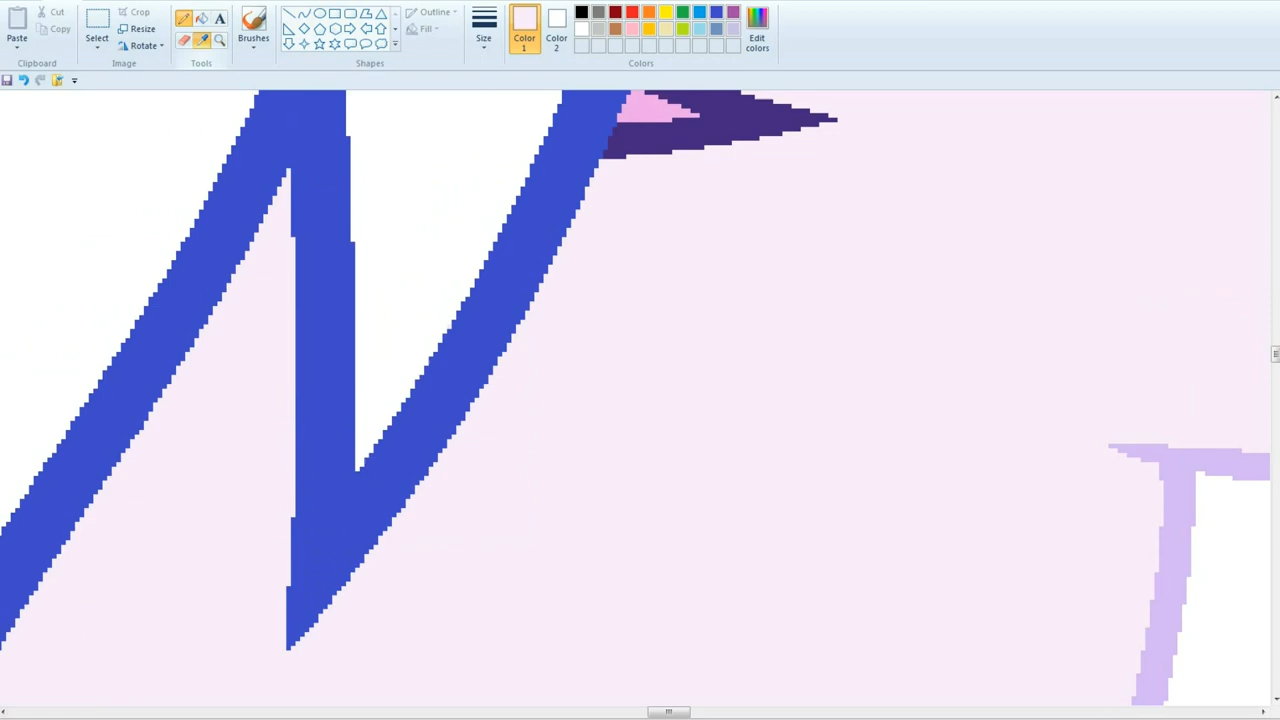 Cut
Copy
Paste
Clipboard
Crop
Resize
Rotate
Select
Image
A
Tools
Brushes
Outline
Fill
Shapes
Size
Color 1
Color 2
Edit colors
Colors